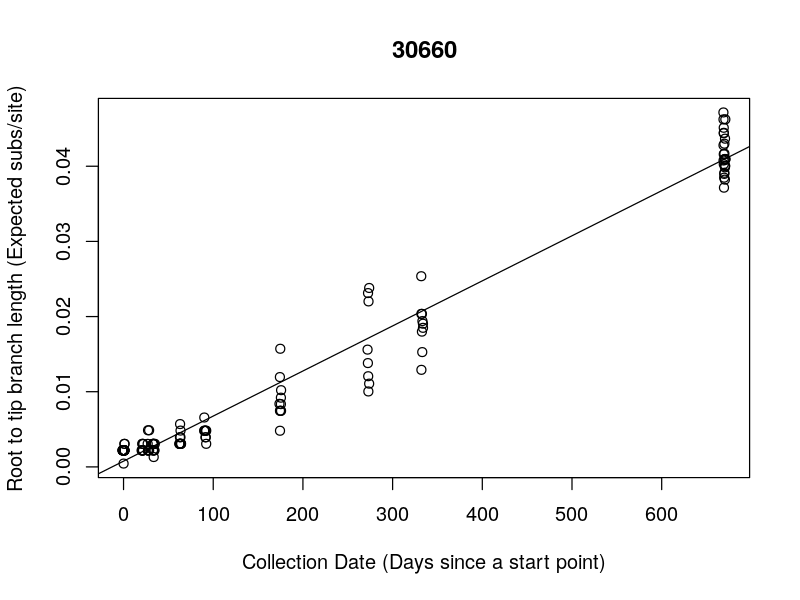 30660
Root to tip branch length (Expected subs/site)
0.04
0.03
0.02
0.01
0.00
0 100 200 300 400 500 600
Collection Date (Days since a start point)